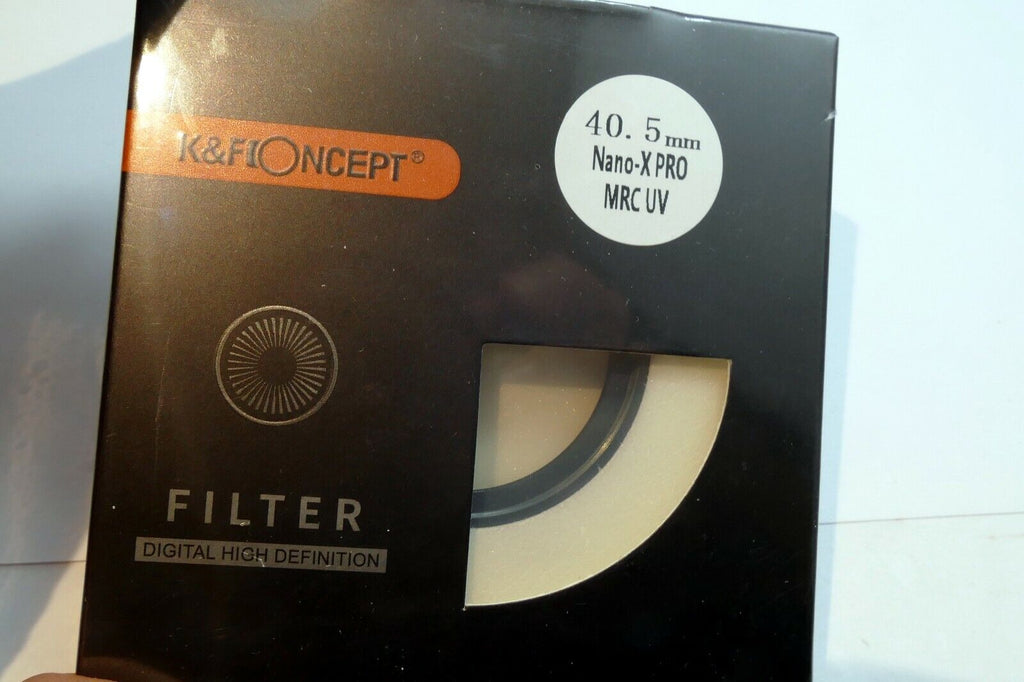 K&F CONCEPT®
40.5mm
Nano-X PRO
MRC UV
FILTER
DIGITAL HIGH DEFINITION